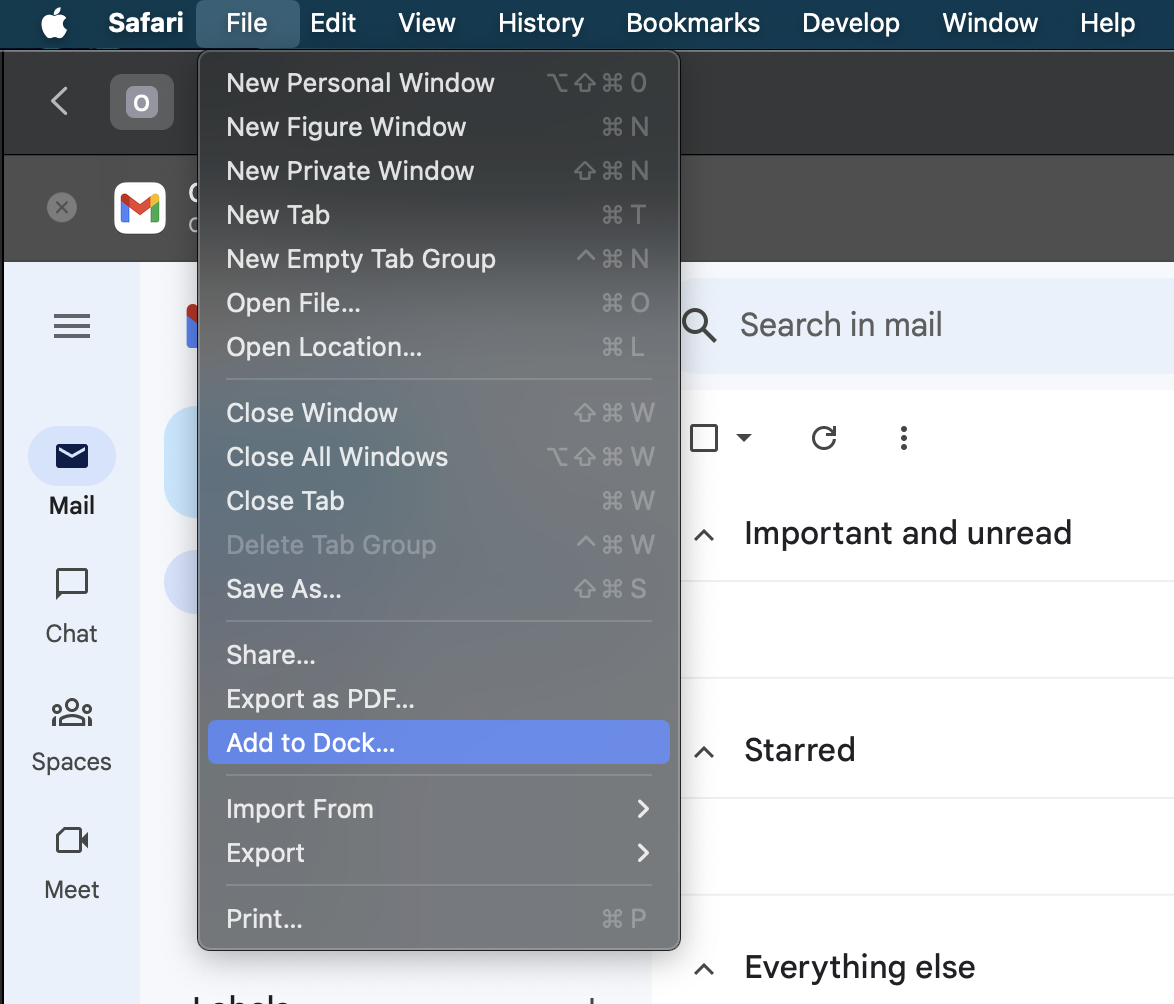 Safari File Edit View History Bookmarks Develop Window Help
O
New Personal Window ⌥⇧⌘O
New Figure Window ⌘N
New Private Window ⇧⌘N
New Tab ⌘T
New Empty Tab Group ^⌘N
Open File... ⌘O
Open Location... ⌘L
Close Window ⇧⌘W
Close All Windows ⌥⇧⌘W
Close Tab ⌘W
Delete Tab Group ^⌘W
Save As... ⇧⌘S
Share...
Export as PDF...
Add to Dock...
Import From
Export
Print... ⌘P
Mail
Chat
Spaces
Meet
Search in mail
Important and unread
Starred
Everything else
Labels